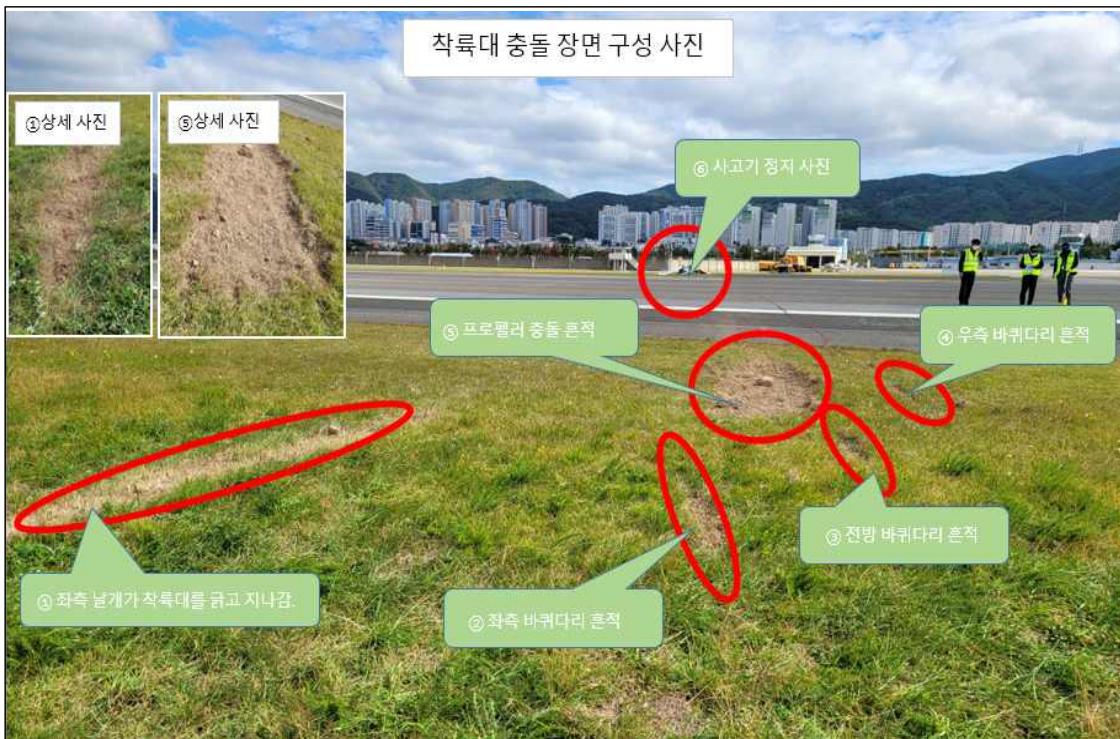 착륙대 충돌 장면 구성 사진
①상세 사진
⑤상세 사진
⑥ 사고기 정지 사진
⑤ 프로펠러 충돌 흔적
④ 우측 바퀴다리 흔적
③ 전방 바퀴다리 흔적
① 좌측 날개가 착륙대를 긁고 지나감.
② 좌측 바퀴다리 흔적